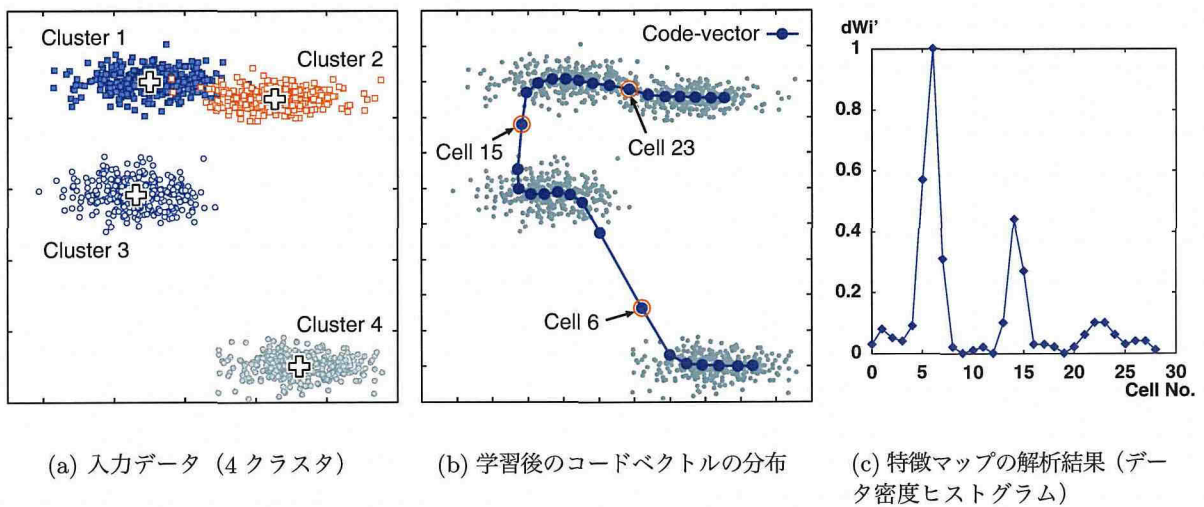 Cluster 1
Cluster 2
Cluster 3
Cluster 4
Code-vector
Cell 15
Cell 23
Cell 6
dWi'
1
0.8
0.6
0.4
0.2
0
0 5 10 15 20 25 30
Cell No.
(a) 入力データ（4 クラスタ）
(b) 学習後のコードベクトルの分布
(c) 特徴マップの解析結果（デー
タ密度ヒストグラム）